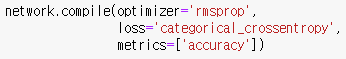 network.compile(optimizer='rmsprop',
loss='categorical_crossentropy',
metrics=['accuracy'])